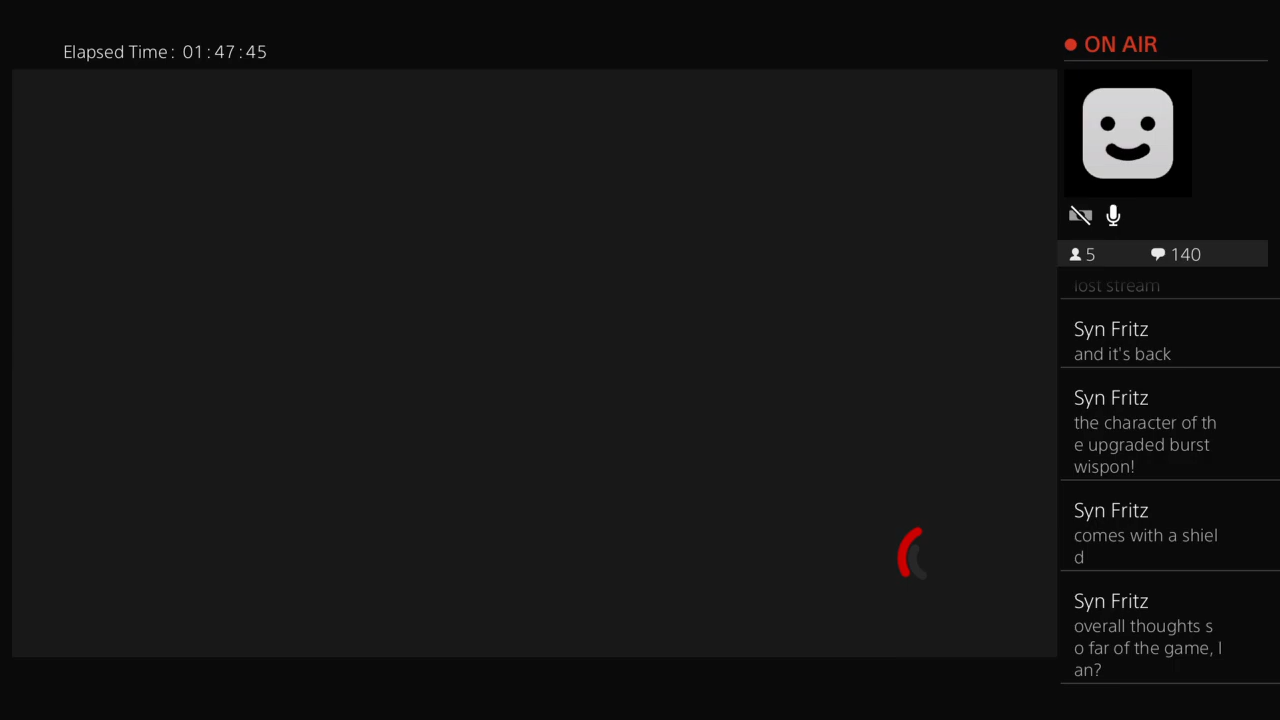 Elapsed Time: 01:47:45
ON AIR
5 140
lost stream
Syn Fritz
and it's back
Syn Fritz
the character of th
e upgraded burst
wispon!
Syn Fritz
comes with a shiel
d
Syn Fritz
overall thoughts s
o far of the game, I
an?